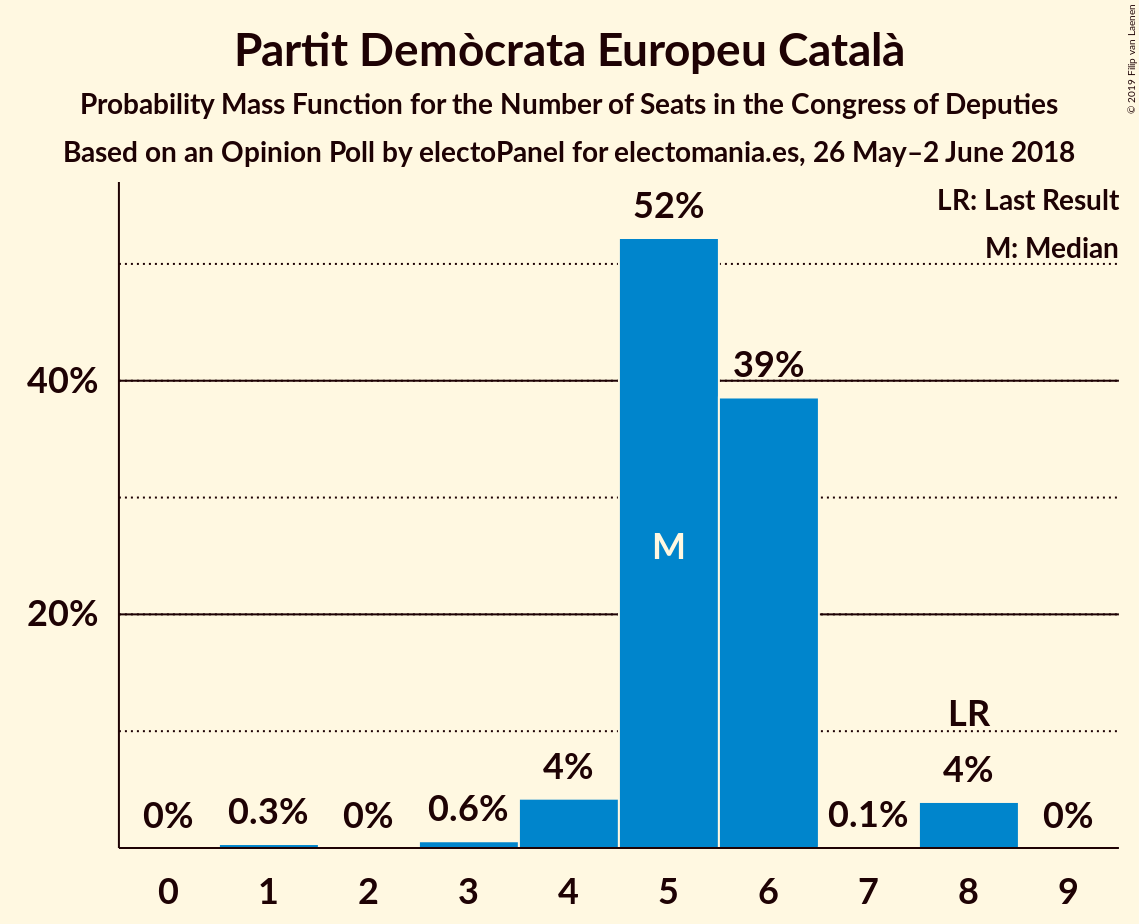 Partit Demòcrata Europeu Català
Probability Mass Function for the Number of Seats in the Congress of Deputies
Based on an Opinion Poll by electoPanel for electomania.es, 26 May–2 June 2018
© 2019 Filip van Laenen
LR: Last Result
M: Median
52%
39%
40%
M
20%
LR
4%
4%
0%
0.3%
0%
0.6%
0.1%
0%
0 1 2 3 4 5 6 7 8 9